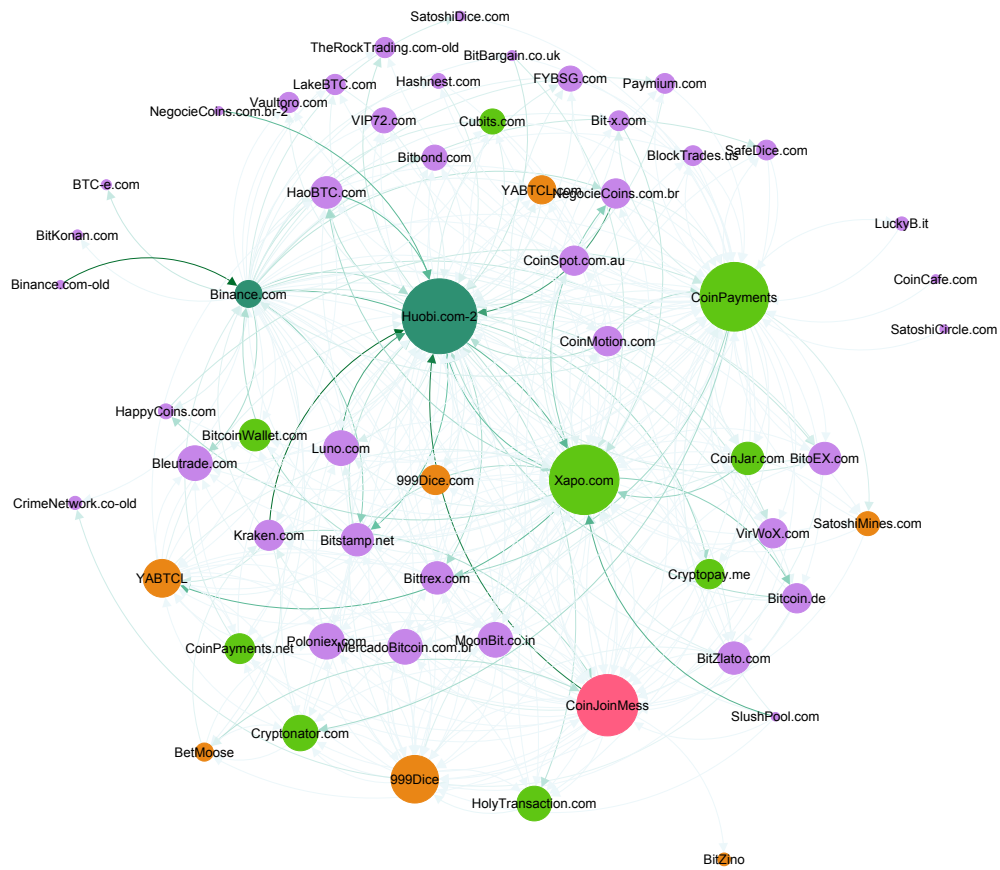 SatoshiDice.com
TheRockTrading.com-old
BitBargain.co.uk
LakeBTC.com
Hashnest.com
FYBSG.com
Paymium.com
Vaultoro.com
NegocieCoins.com.br-2
VIP72.com
Cubits.com
Bit-x.com
Bitbond.com
BlockTrades.us
SafeDice.com
BTC-e.com
HaoBTC.com
YABTCL.com
NegocieCoins.com.br
LuckyB.it
BitKonan.com
CoinSpot.com.au
Binance.com-old
Binance.com
CoinPayments
CoinCafe.com
Huobi.com-2
SatoshiCircle.com
CoinMotion.com
HappyCoins.com
BitcoinWallet.com
Luno.com
Bleutrade.com
CoinJar.com
BitoEX.com
999Dice.com
Xapo.com
CrimeNetwork.co-old
SatoshiMines.com
Kraken.com
Bitstamp.net
VirWoX.com
YABTCL
Bittrex.com
Cryptopay.me
Bitcoin.de
CoinPayments.net
Poloniex.com
MercadoBitcoin.com.br
MoonBit.co.in
BitZlato.com
CoinJoinMess
SlushPool.com
Cryptonator.com
BetMoose
999Dice
HolyTransaction.com
BitZino